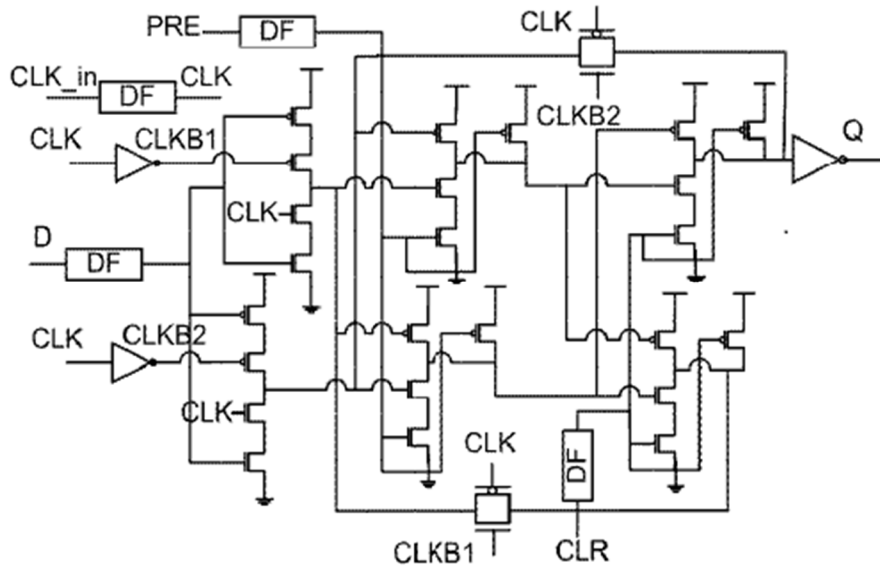 PRE DF
CLK
CLK_in DF CLK
CLK CLKB1
CLKB2
Q
CLK
D DF
CLK CLKB2
CLK
CLK
DF
CLKB1 CLR